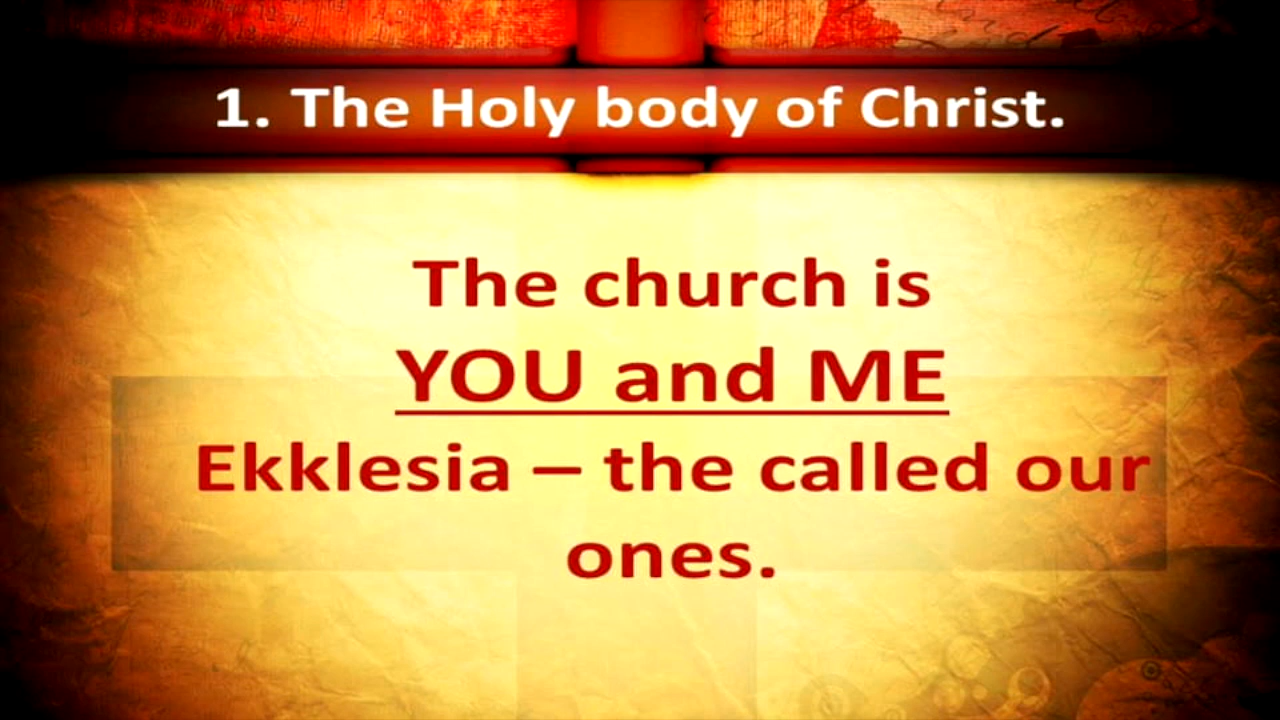 1. The Holy body of Christ.
The church is
YOU and ME
Ekklesia – the called our
ones.